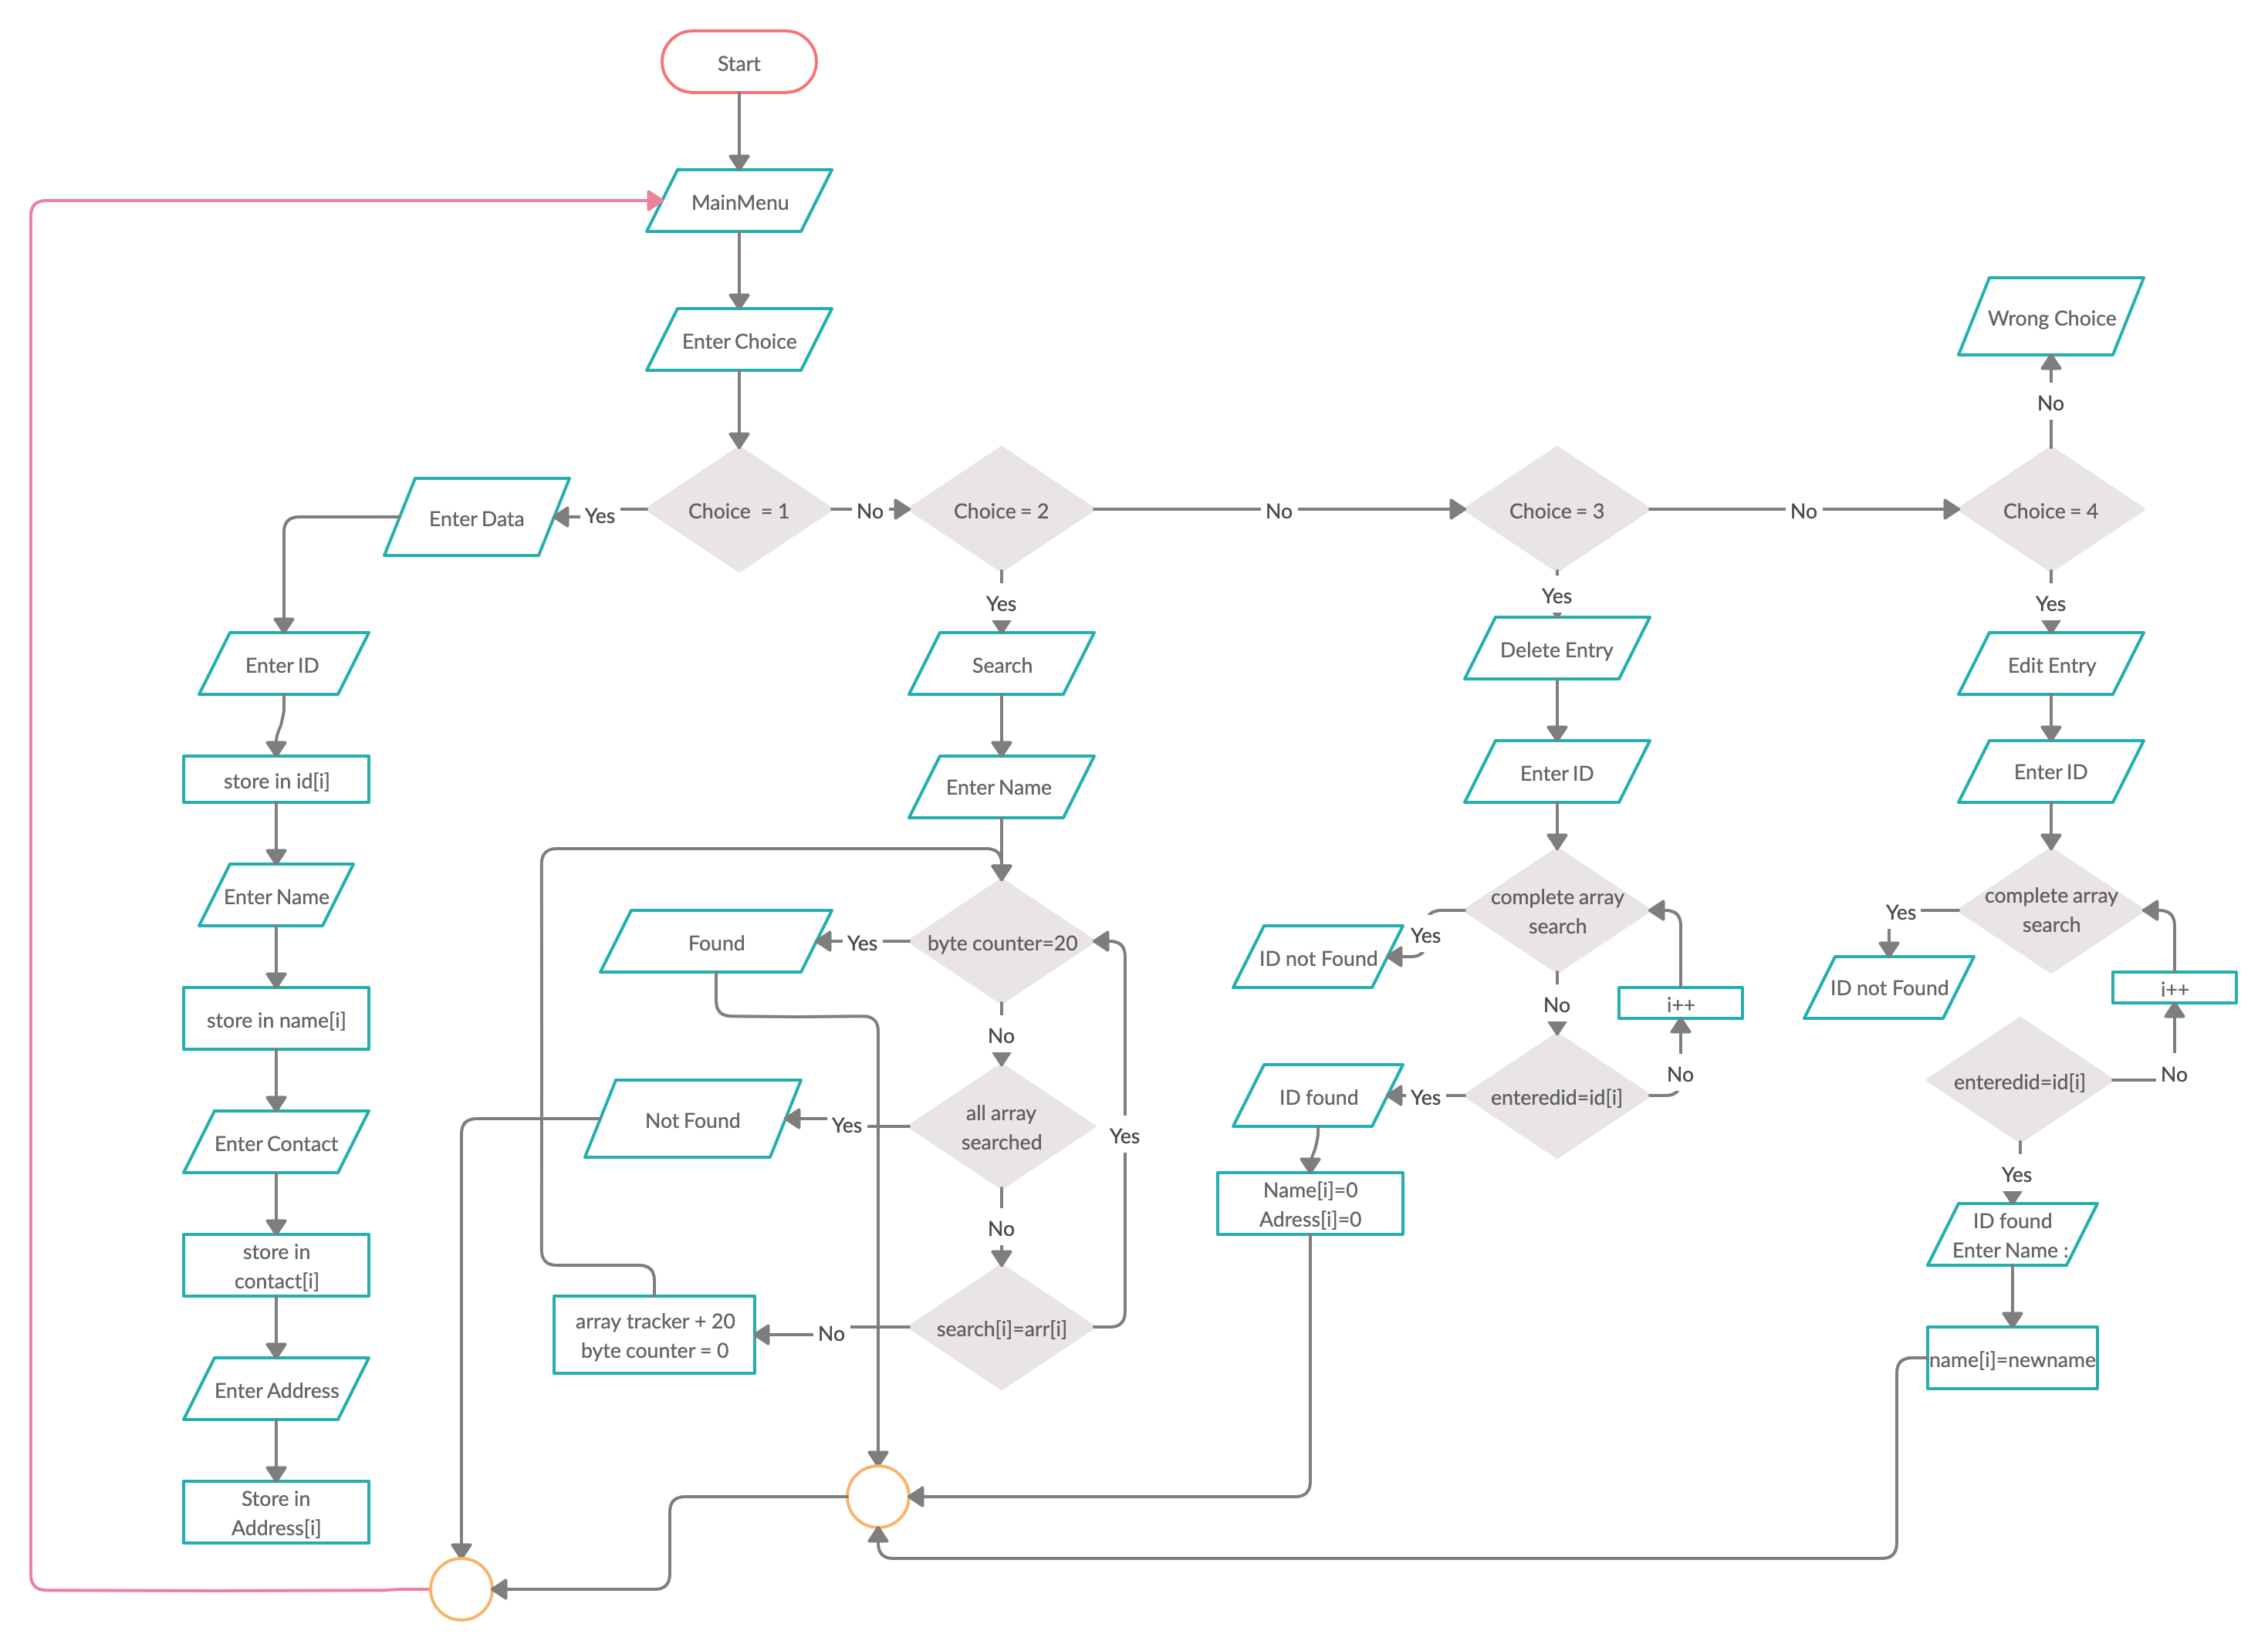 Start
MainMenu
Enter Choice
Wrong Choice
No
Choice = 1
Yes
Enter Data
No
Choice = 2
No
Choice = 3
No
Choice = 4
Enter ID
store in id[i]
Enter Name
store in name[i]
Enter Contact
store in
contact[i]
Enter Address
Store in
Address[i]
Yes
Search
Enter Name
byte counter=20
Yes
Found
No
all array
searched
Yes
Not Found
No
search[i]=arr[i]
Yes
No
array tracker + 20
byte counter = 0
Yes
Delete Entry
Enter ID
complete array
search
Yes
ID not Found
No
i++
enteredid=id[i]
No
Yes
ID found
Name[i]=0
Adress[i]=0
Yes
Edit Entry
Enter ID
complete array
search
Yes
ID not Found
i++
enteredid=id[i]
No
Yes
ID found
Enter Name :
name[i]=newname